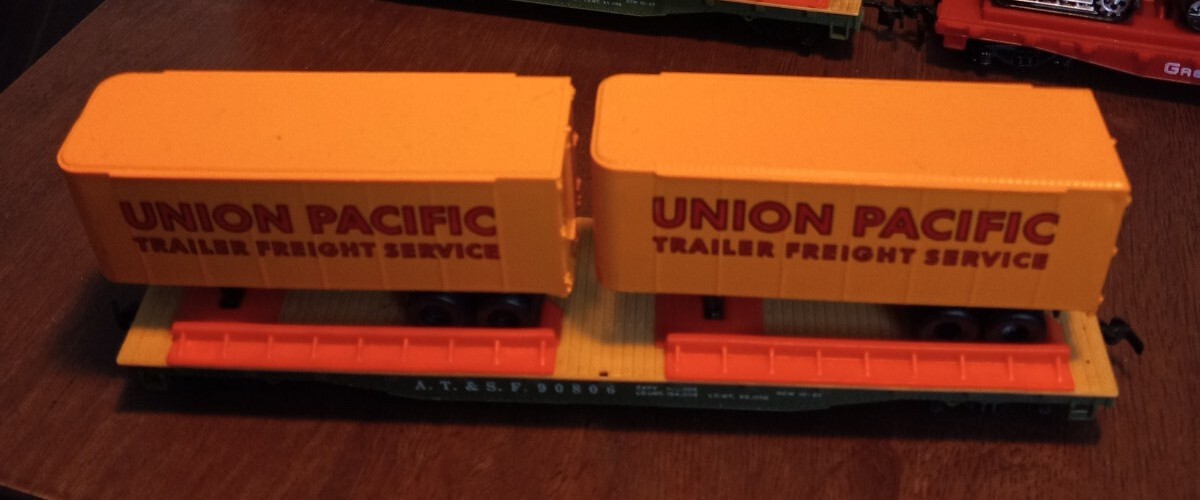 UNION PACIFIC
TRAILER FREIGHT SERVICE
UNION PACIFIC
TRAILER FREIGHT SERVICE
A. T. & S. F. 90806